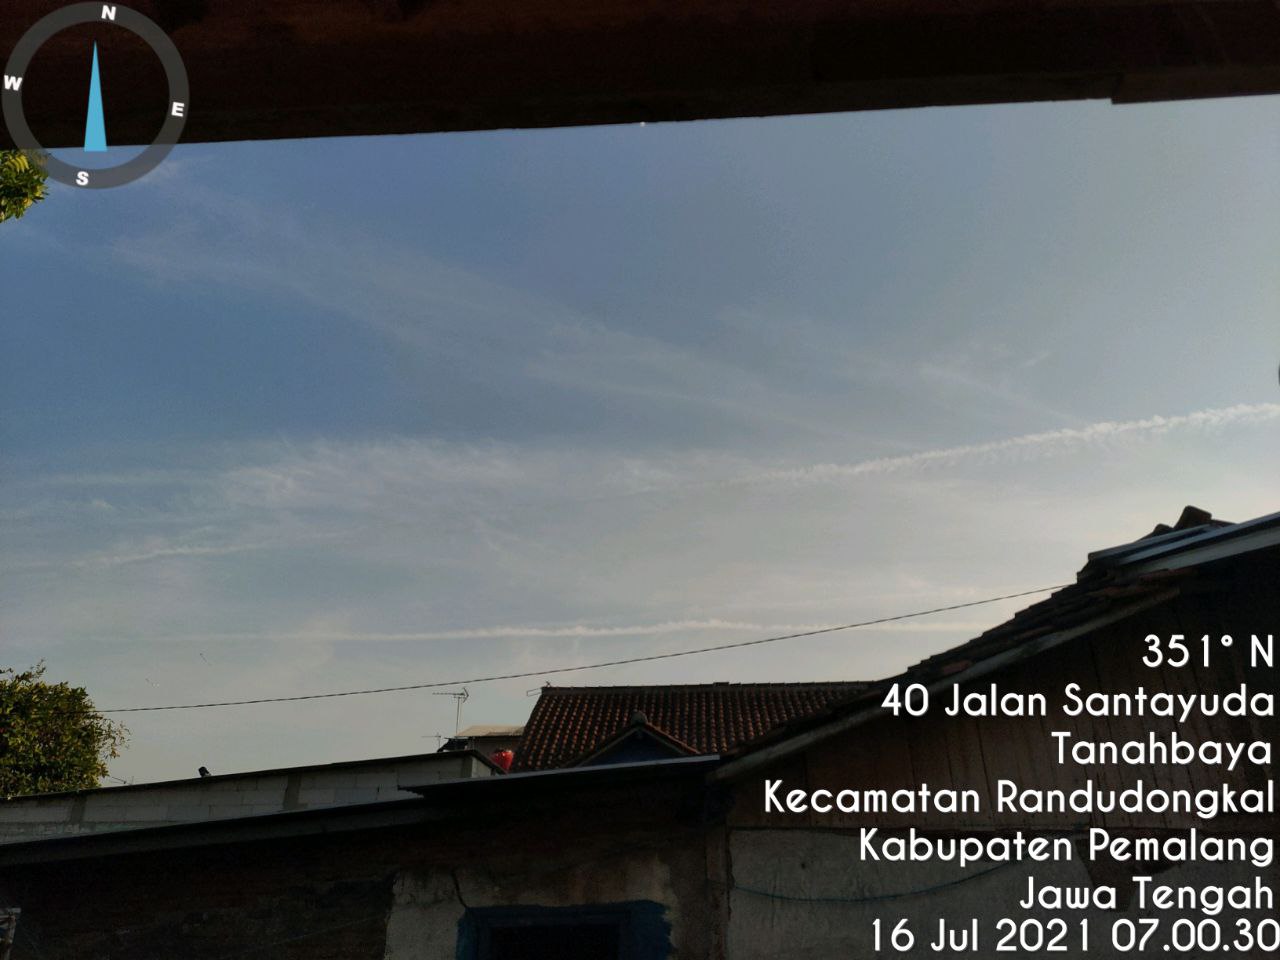 N
W
E
S
351° N
40 Jalan Santayuda
Tanahbaya
Kecamatan Randudongkal
Kabupaten Pemalang
Jawa Tengah
16 Jul 2021 07.00.30